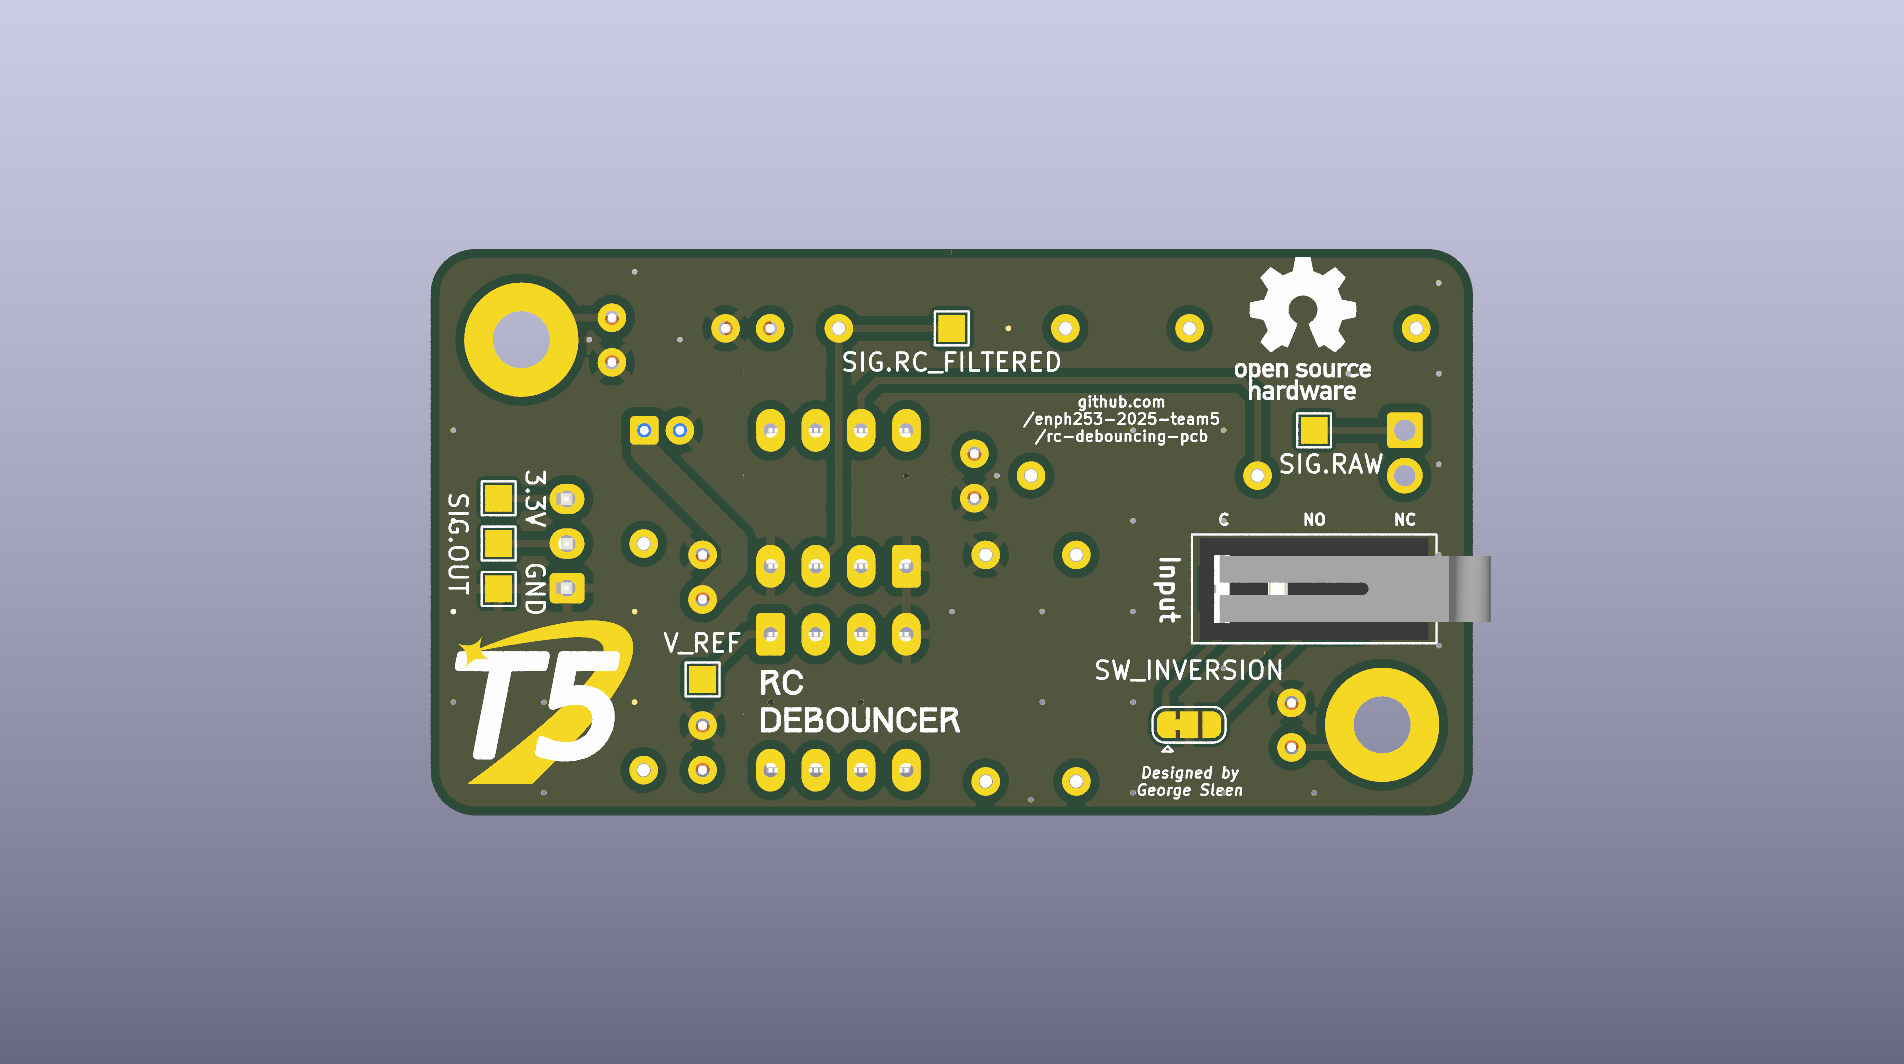 SIG.RC_FILTERED
open source
hardware
github.com
/enph253-2025-team5
/rc-debouncing-pcb
SIG.RAW
3.3V
SIG.OUT
GND
C
NO
NC
Input
V_REF
T5
RC
DEBOUNCER
SW_INVERSION
Designed by
George Sleen